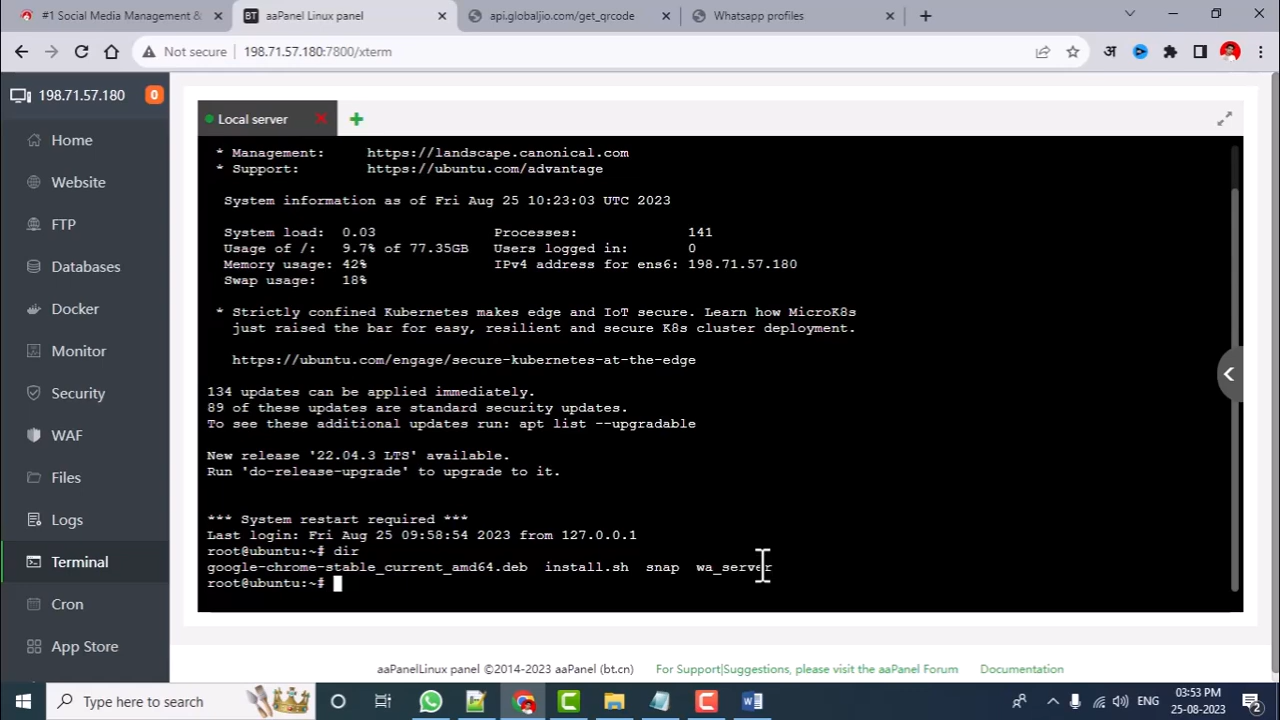 #1 Social Media Management &
aaPanel Linux panel
api.globaljio.com/get_qrcode
Whatsapp profiles
Not secure
198.71.57.180:7800/xterm
अ
198.71.57.180
0
Home
Website
FTP
Databases
Docker
Monitor
Security
WAF
Files
Logs
Terminal
Cron
App Store
Local server
* Management: https://landscape.canonical.com
* Support: https://ubuntu.com/advantage
System information as of Fri Aug 25 10:23:03 UTC 2023
System load: 0.03 Processes: 141
Usage of /: 9.7% of 77.35GB Users logged in: 0
Memory usage: 42% IPv4 address for ens6: 198.71.57.180
Swap usage: 18%
* Strictly confined Kubernetes makes edge and IoT secure. Learn how MicroK8s
just raised the bar for easy, resilient and secure K8s cluster deployment.
https://ubuntu.com/engage/secure-kubernetes-at-the-edge
134 updates can be applied immediately.
89 of these updates are standard security updates.
To see these additional updates run: apt list --upgradable
New release '22.04.3 LTS' available.
Run 'do-release-upgrade' to upgrade to it.
*** System restart required ***
Last login: Fri Aug 25 09:58:54 2023 from 127.0.0.1
root@ubuntu:~# dir
google-chrome-stable_current_amd64.deb install.sh snap wa_server
root@ubuntu:~#
aaPanelLinux panel ©2014-2023 aaPanel (bt.cn) For Support|Suggestions, please visit the aaPanel Forum Documentation
Type here to search
ENG
03:53 PM
25-08-2023
2